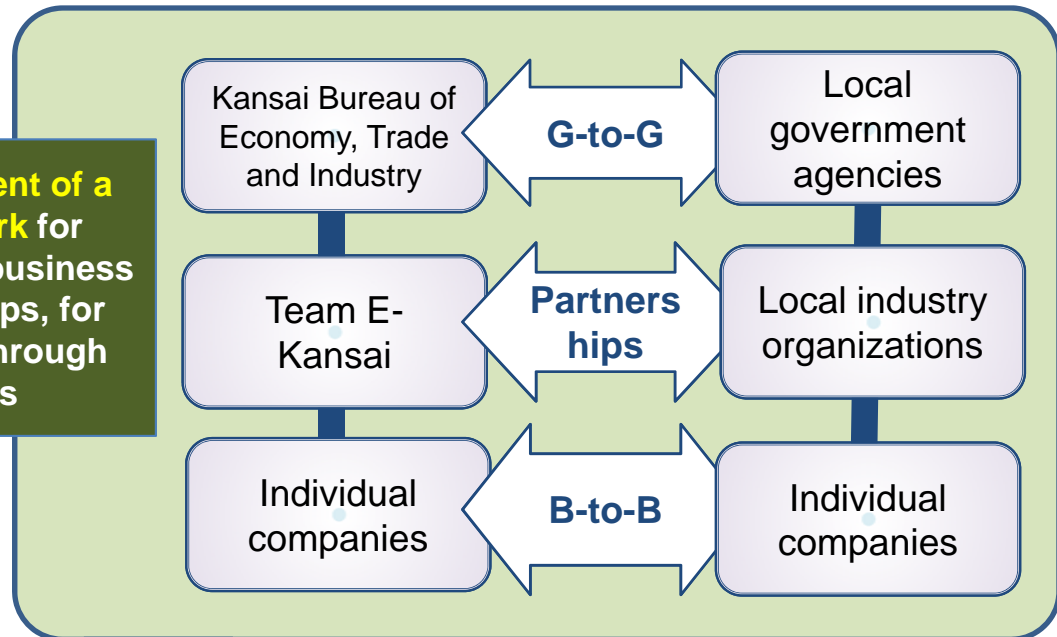 Kansai Bureau of
Economy, Trade
and Industry
G-to-G
Local
government
agencies
ent of a
rk for
business
ps, for
hrough
s
Team E-
Kansai
Partners
hips
Local industry
organizations
Individual
companies
B-to-B
Individual
companies